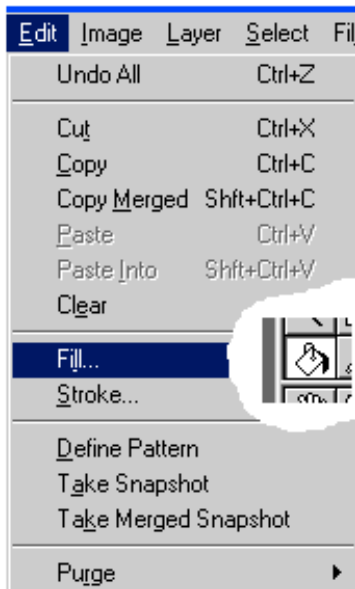 Edit Image Layer Select Fil
Undo All Ctrl+Z
Cut Ctrl+X
Copy Ctrl+C
Copy Merged Shft+Ctrl+C
Paste Ctrl+V
Paste Into Shft+Ctrl+V
Clear
Fill...
Stroke...
Define Pattern
Take Snapshot
Take Merged Snapshot
Purge